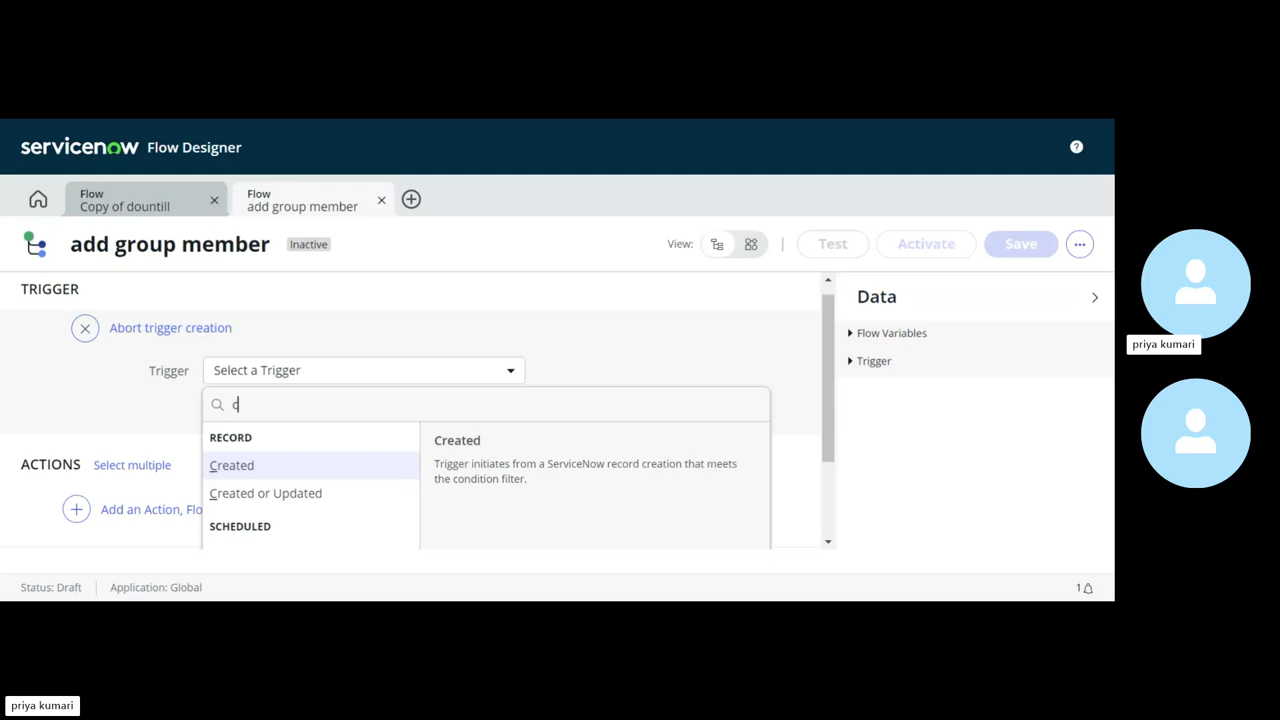 servicenow Flow Designer
Flow
Copy of dountill
Flow
add group member
add group member Inactive
View:
Test
Activate
Save
TRIGGER
Abort trigger creation
Trigger
Select a Trigger
c
RECORD
Created
Created or Updated
SCHEDULED
Created
Trigger initiates from a ServiceNow record creation that meets
the condition filter.
ACTIONS Select multiple
Add an Action, Flo
Data
Flow Variables
Trigger
Status: Draft
Application: Global
1
priya kumari
priya kumari